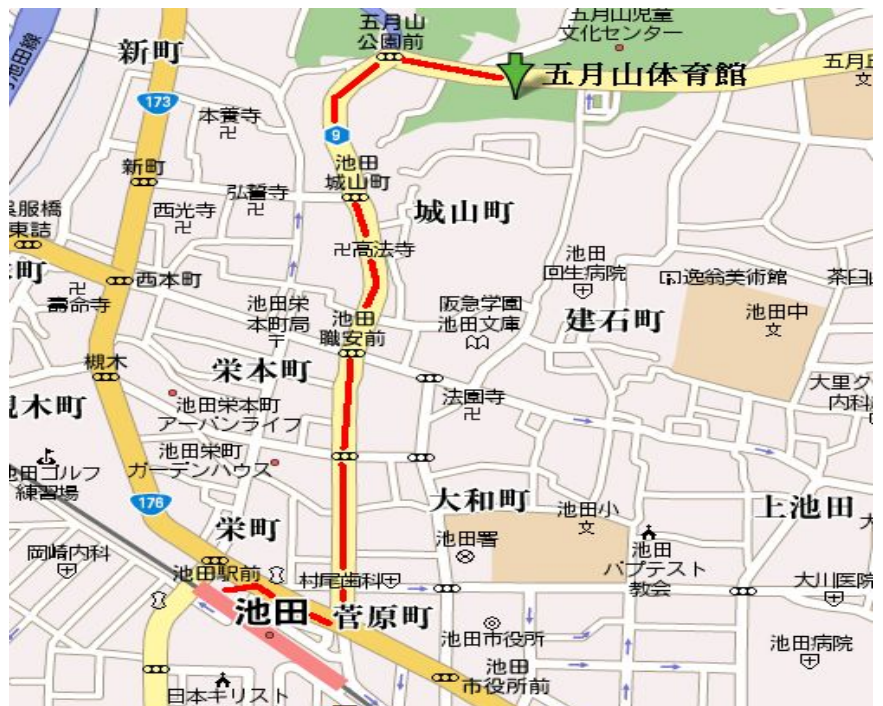 五月山
公園前
五月山児童
文化センター
新町
五月山体育館
五月丘
173
本養寺
9
池田
城山町
新町
弘誓寺
西光寺
城山町
呉服橋
東詰
高法寺
池田
回生病院
逸翁美術館
茶臼山
西本町
壽命寺
池田栄
本町局
池田
職安前
阪急学園
池田文庫
建石町
池田中
槻木
栄本町
大里ク
内科
槻木町
池田栄本町
アーバンライフ
法園寺
池田栄町
ガーデンハウス
池田ゴルフ
練習場
176
大和町
池田小
上池田
栄町
岡崎内科
池田署
池田
バプテスト
教会
池田駅前
村尾歯科
大川医院
池田
菅原町
池田市役所
池田病院
池田
市役所前
日本キリスト